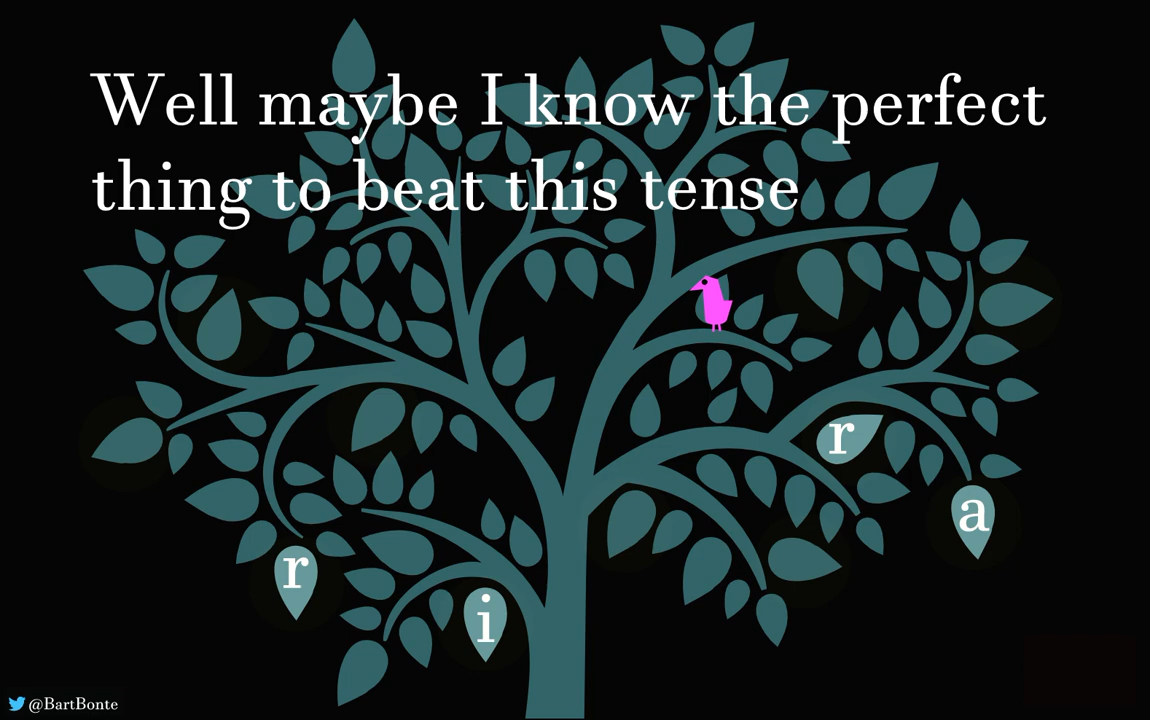 Well maybe I know the perfect
thing to beat this tense
r
a
r
i
@BartBonte